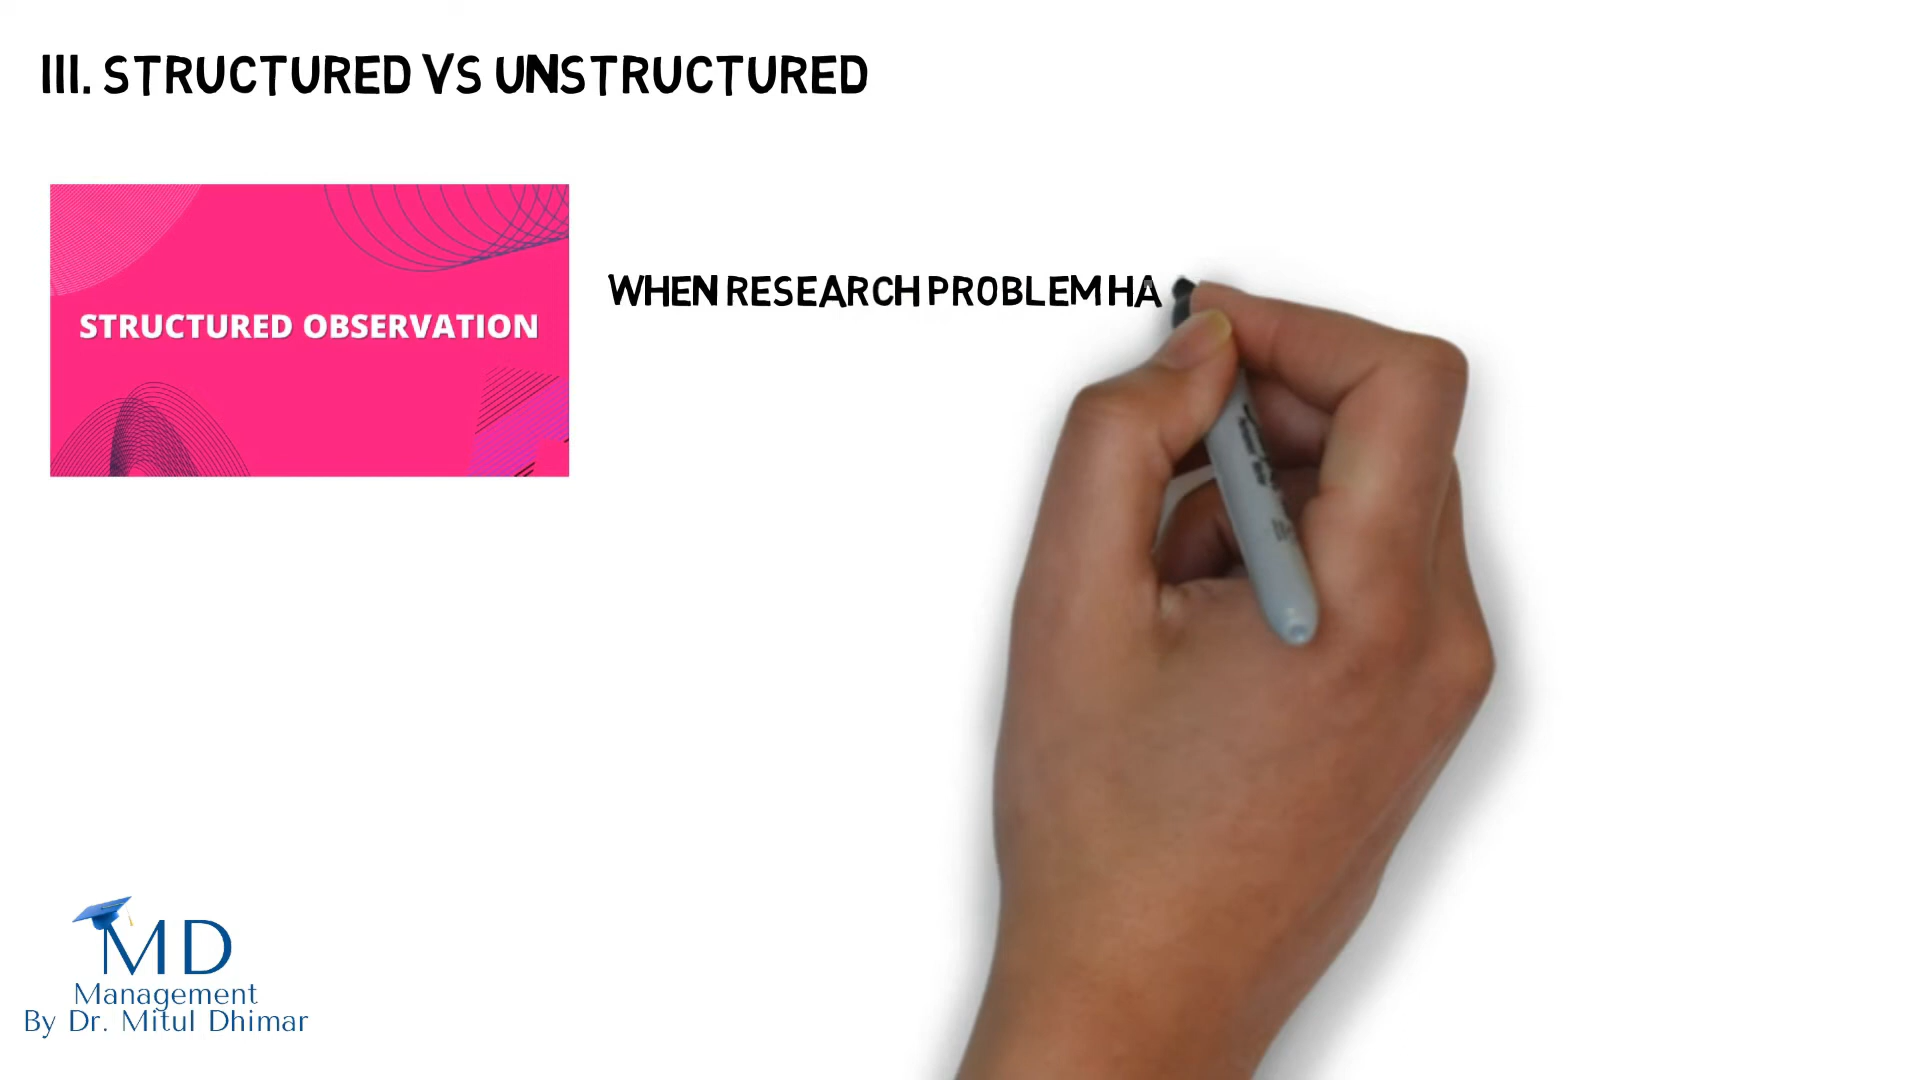 III. STRUCTURED VS UNSTRUCTURED
STRUCTURED OBSERVATION
WHEN RESEARCH PROBLEM HA
MD
Management
By Dr. Mitul Dhimar